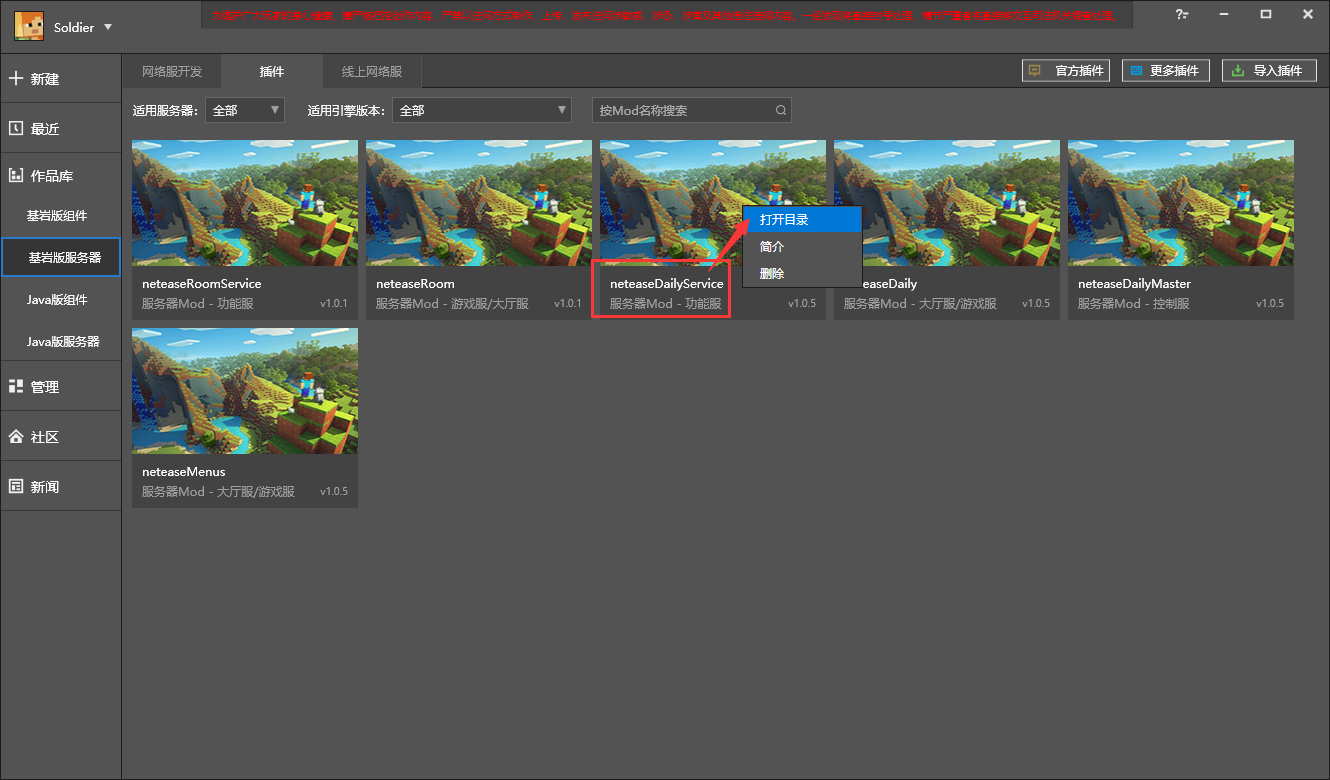 Soldier
新建
最近
作品库
基岩版组件
基岩版服务器
Java版组件
Java版服务器
管理
社区
新闻
网络服开发
插件
线上网络服
官方插件
更多插件
导入插件
适用服务器:
全部
适用引擎版本:
全部
按Mod名称搜索
neteaseRoomService
服务器Mod - 功能服
v1.0.1
neteaseRoom
服务器Mod - 游戏服/大厅服
v1.0.1
neteaseDailyService
服务器Mod - 功能服
v1.0.5
打开目录
简介
删除
easeDaily
服务器Mod - 大厅服/游戏服
v1.0.5
neteaseDailyMaster
服务器Mod - 控制服
v1.0.5
neteaseMenus
服务器Mod - 大厅服/游戏服
v1.0.5